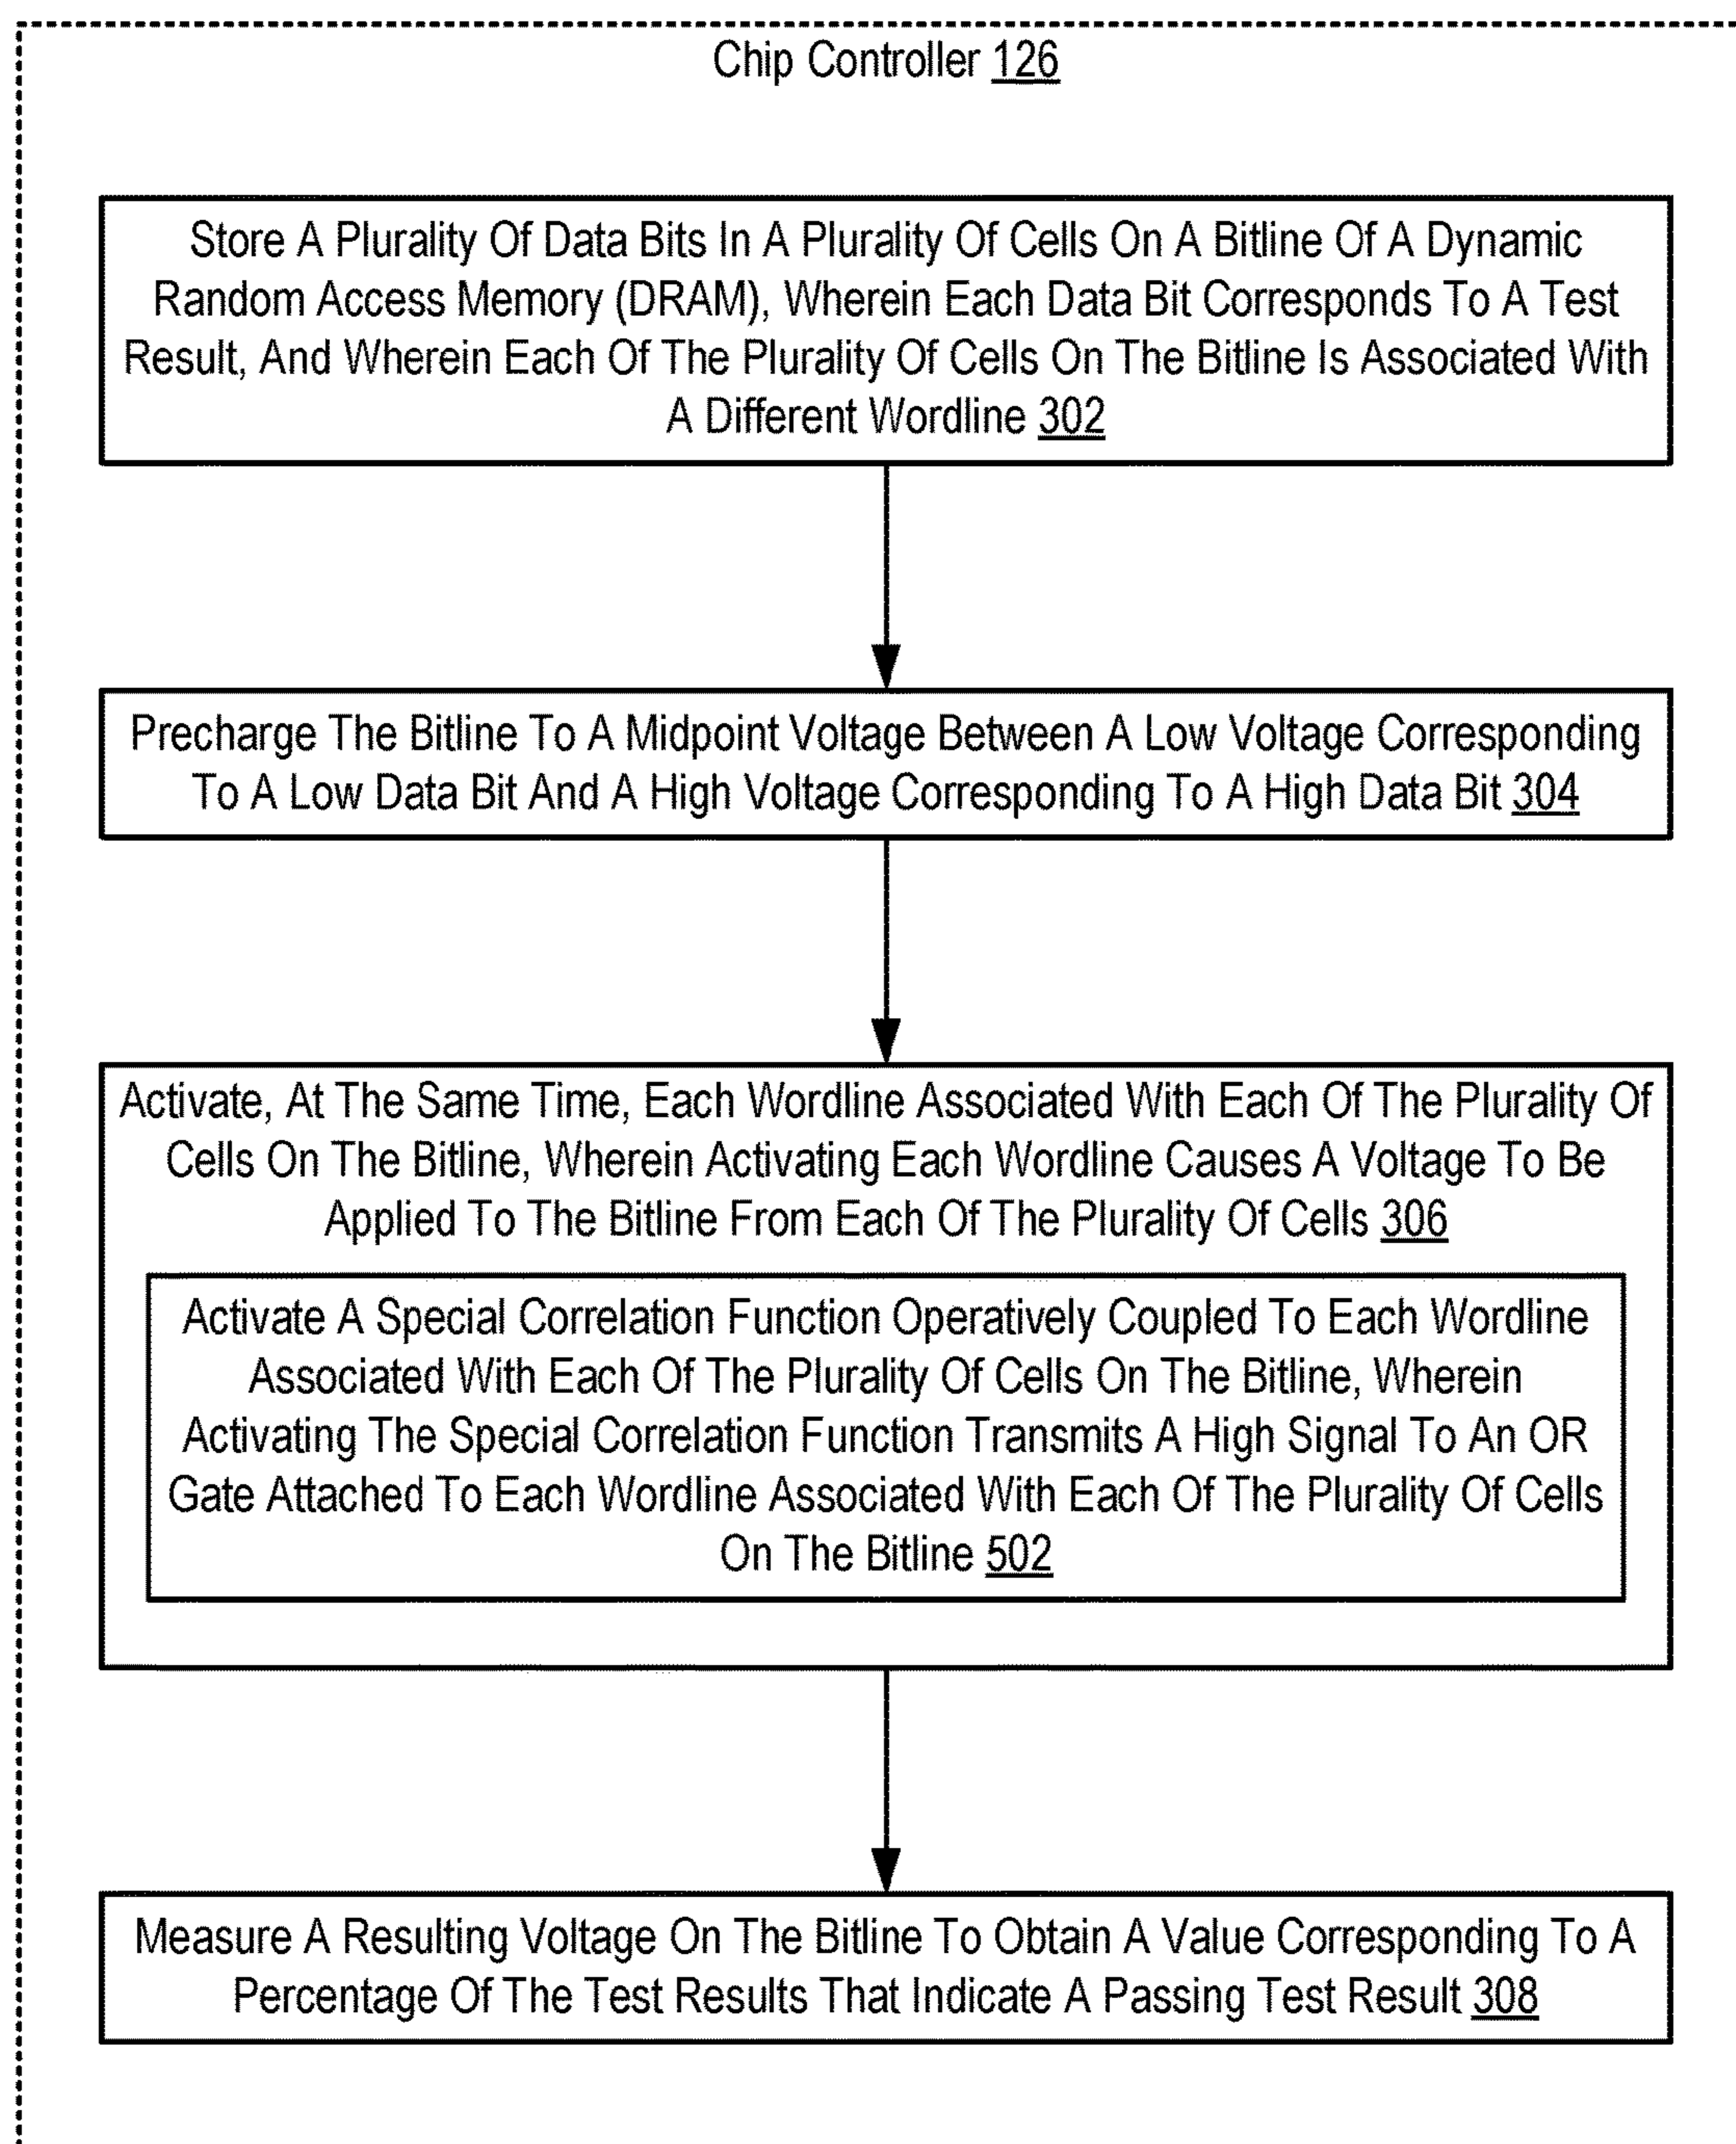 Chip Controller 126
Store A Plurality Of Data Bits In A Plurality Of Cells On A Bitline Of A Dynamic
Random Access Memory (DRAM), Wherein Each Data Bit Corresponds To A Test
Result, And Wherein Each Of The Plurality Of Cells On The Bitline Is Associated With
A Different Wordline 302
Precharge The Bitline To A Midpoint Voltage Between A Low Voltage Corresponding
To A Low Data Bit And A High Voltage Corresponding To A High Data Bit 304
Activate, At The Same Time, Each Wordline Associated With Each Of The Plurality Of
Cells On The Bitline, Wherein Activating Each Wordline Causes A Voltage To Be
Applied To The Bitline From Each Of The Plurality Of Cells 306
Activate A Special Correlation Function Operatively Coupled To Each Wordline
Associated With Each Of The Plurality Of Cells On The Bitline, Wherein
Activating The Special Correlation Function Transmits A High Signal To An OR
Gate Attached To Each Wordline Associated With Each Of The Plurality Of Cells
On The Bitline 502
Measure A Resulting Voltage On The Bitline To Obtain A Value Corresponding To A
Percentage Of The Test Results That Indicate A Passing Test Result 308